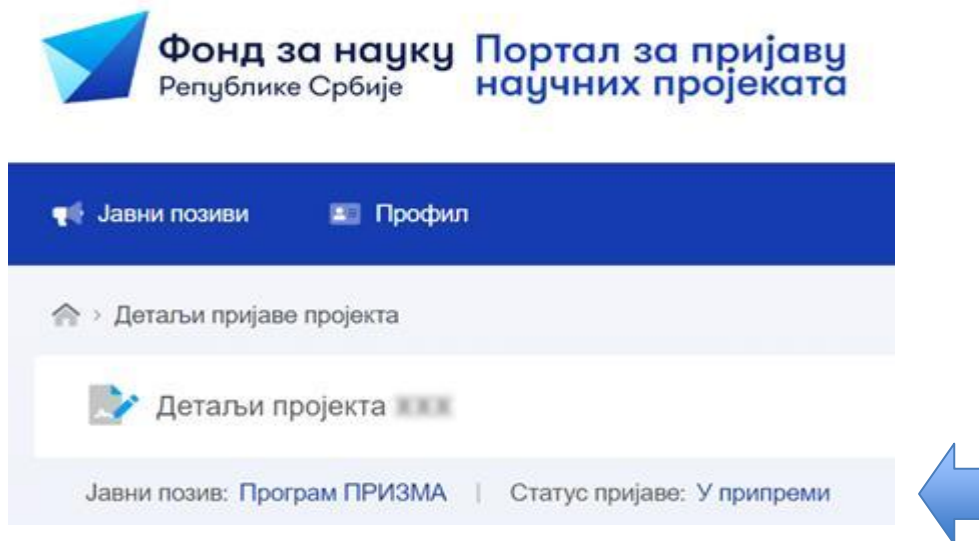 Фонд за науку
Републике Србије
Портал за пријаву
научних пројеката
Јавни позиви Профил
> Детаљи пријаве пројекта
Детаљи пројекта
Јавни позив: Програм ПРИЗМА | Статус пријаве: У припреми